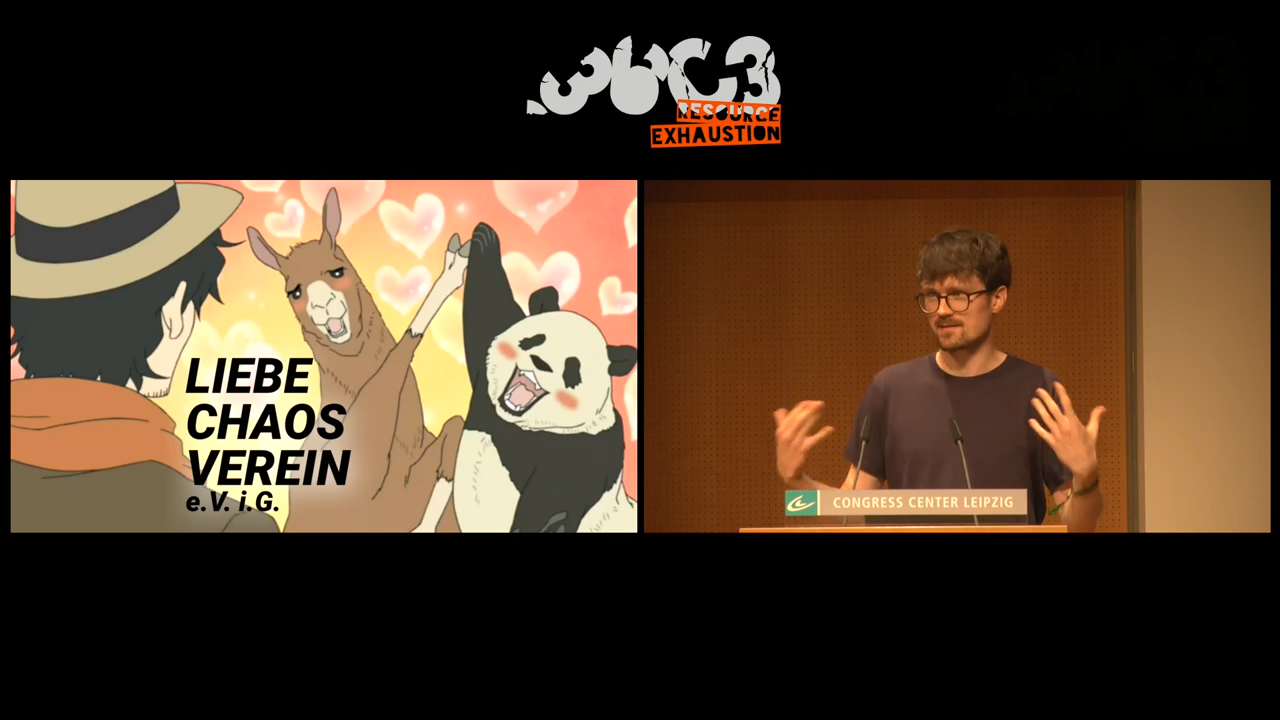 36C3
RESOURCE
EXHAUSTION
LIEBE
CHAOS
VEREIN
e.V. i.G.
CONGRESS CENTER LEIPZIG